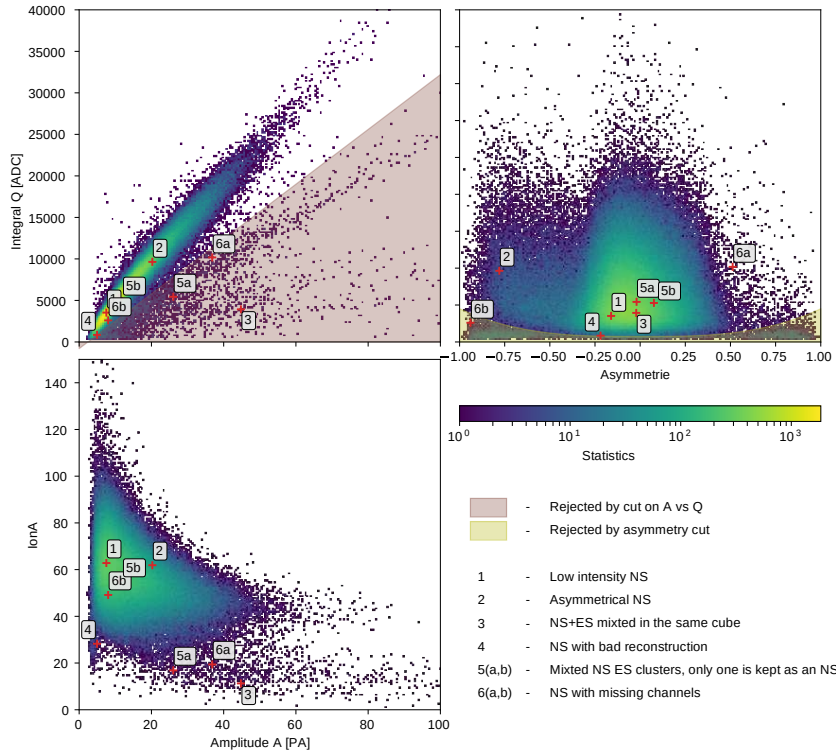 40000
35000
30000
25000
20000
15000
10000
5000
0
Integral Q [ADC]
2
6a
5a
5b
1
6b
4
3
2
6a
5a
5b
1
6b
4
3
−1.00 −0.75 −0.50 −0.25 0.00 0.25 0.50 0.75 1.00
Asymmetrie
140
120
100
80
60
40
20
0
IonA
1
2
5b
6b
4
5a
6a
3
0 20 40 60 80 100
Amplitude A [PA]
10^0 10^1 10^2 10^3
Statistics
- Rejected by cut on A vs Q
- Rejected by asymmetry cut
1 - Low intensity NS
2 - Asymmetrical NS
3 - NS+ES mixted in the same cube
4 - NS with bad reconstruction
5(a,b) - Mixted NS ES clusters, only one is kept as an NS
6(a,b) - NS with missing channels